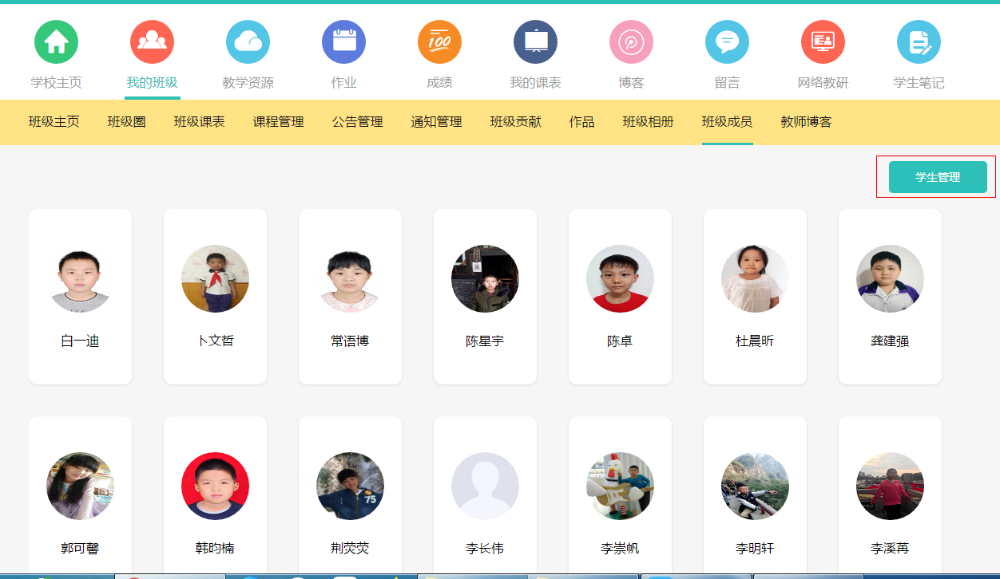 100
学校主页 我的班级 教学资源 作业 成绩 我的课表 博客 留言 网络教研 学生笔记
班级主页 班级圈 班级课表 课程管理 公告管理 通知管理 班级贡献 作品 班级相册 班级成员 教师博客
学生管理
白一迪 卜文哲 常语博 陈星宇 陈卓 杜晨昕 龚建强
75
郭可馨 韩昀楠 荆荧荧 李长伟 李崇帆 李明轩 李溪苒